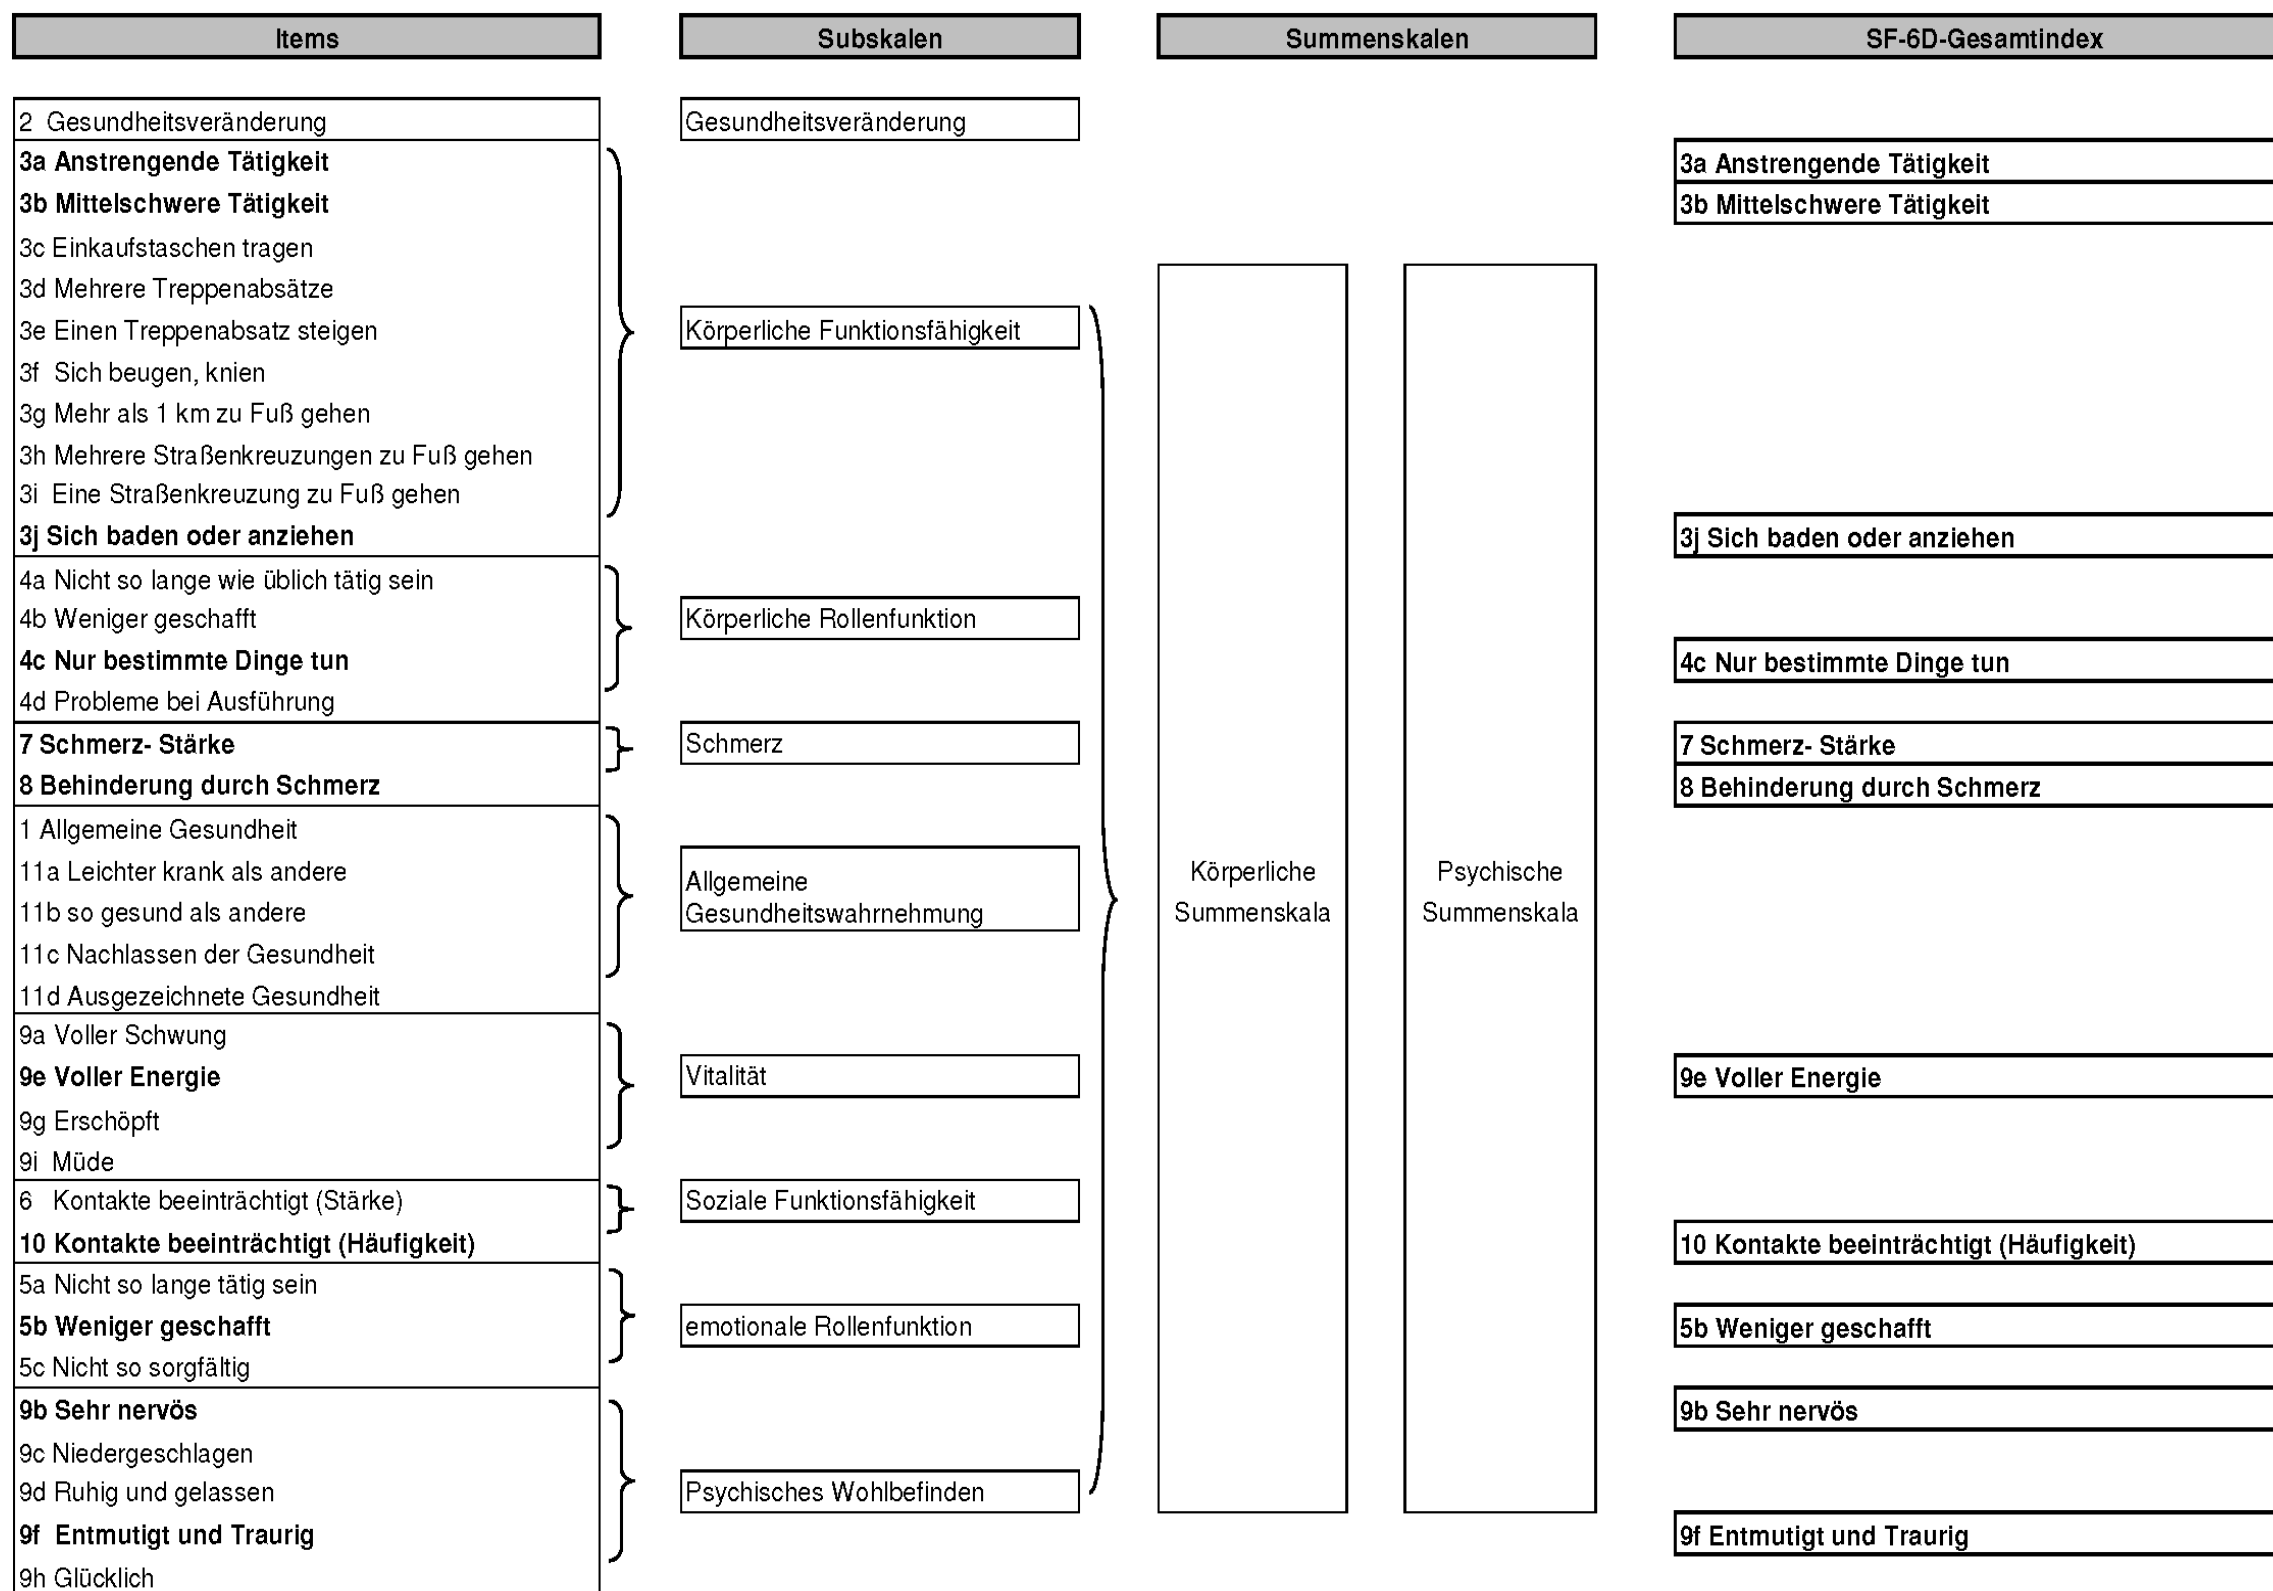 Items
Subskalen
Summenskalen
SF-6D-Gesamtindex
2 Gesundheitsveränderung
3a Anstrengende Tätigkeit
3b Mittelschwere Tätigkeit
3c Einkaufstaschen tragen
3d Mehrere Treppenabsätze
3e Einen Treppenabsatz steigen
3f Sich beugen, knien
3g Mehr als 1 km zu Fuß gehen
3h Mehrere Straßenkreuzungen zu Fuß gehen
3i Eine Straßenkreuzung zu Fuß gehen
3j Sich baden oder anziehen
4a Nicht so lange wie üblich tätig sein
4b Weniger geschafft
4c Nur bestimmte Dinge tun
4d Probleme bei Ausführung
7 Schmerz- Stärke
8 Behinderung durch Schmerz
1 Allgemeine Gesundheit
11a Leichter krank als andere
11b so gesund als andere
11c Nachlassen der Gesundheit
11d Ausgezeichnete Gesundheit
9a Voller Schwung
9e Voller Energie
9g Erschöpft
9i Müde
6 Kontakte beeinträchtigt (Stärke)
10 Kontakte beeinträchtigt (Häufigkeit)
5a Nicht so lange tätig sein
5b Weniger geschafft
5c Nicht so sorgfältig
9b Sehr nervös
9c Niedergeschlagen
9d Ruhig und gelassen
9f Entmutigt und Traurig
9h Glücklich
Gesundheitsveränderung
Körperliche Funktionsfähigkeit
Körperliche Rollenfunktion
Schmerz
Allgemeine
Gesundheitswahrnehmung
Vitalität
Soziale Funktionsfähigkeit
emotionale Rollenfunktion
Psychisches Wohlbefinden
Körperliche
Summenskala
Psychische
Summenskala
3a Anstrengende Tätigkeit
3b Mittelschwere Tätigkeit
3j Sich baden oder anziehen
4c Nur bestimmte Dinge tun
7 Schmerz- Stärke
8 Behinderung durch Schmerz
9e Voller Energie
10 Kontakte beeinträchtigt (Häufigkeit)
5b Weniger geschafft
9b Sehr nervös
9f Entmutigt und Traurig